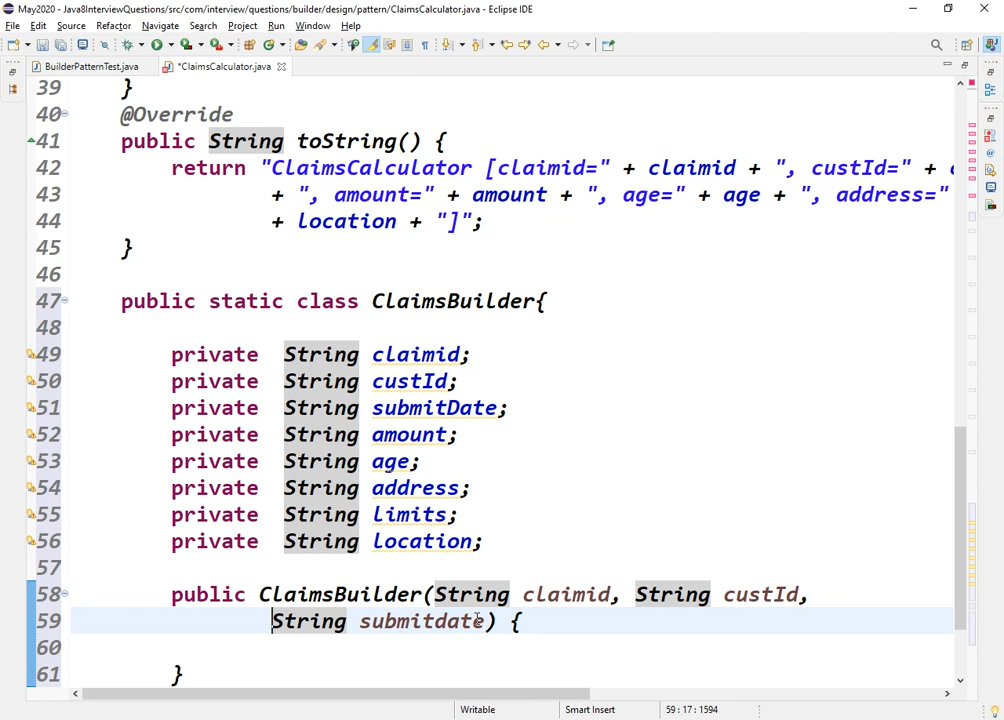 May2020 - Java8InterviewQuestions/src/com/interview/questions/builder/design/pattern/ClaimsCalculator.java - Eclipse IDE
File Edit Source Refactor Navigate Search Project Run Window Help
BuilderPatternTest.java *ClaimsCalculator.java
39 }
40 @Override
41 public String toString() {
42 return "ClaimsCalculator [claimid=" + claimid + ", custId=" +
43 + ", amount=" + amount + ", age=" + age + ", address="
44 + location + "]";
45 }
46
47 public static class ClaimsBuilder{
48
49 private String claimid;
50 private String custId;
51 private String submitDate;
52 private String amount;
53 private String age;
54 private String address;
55 private String limits;
56 private String location;
57
58 public ClaimsBuilder(String claimid, String custId,
59 String submitdate) {
60
61 }
Writable Smart Insert 59 : 17 : 1594